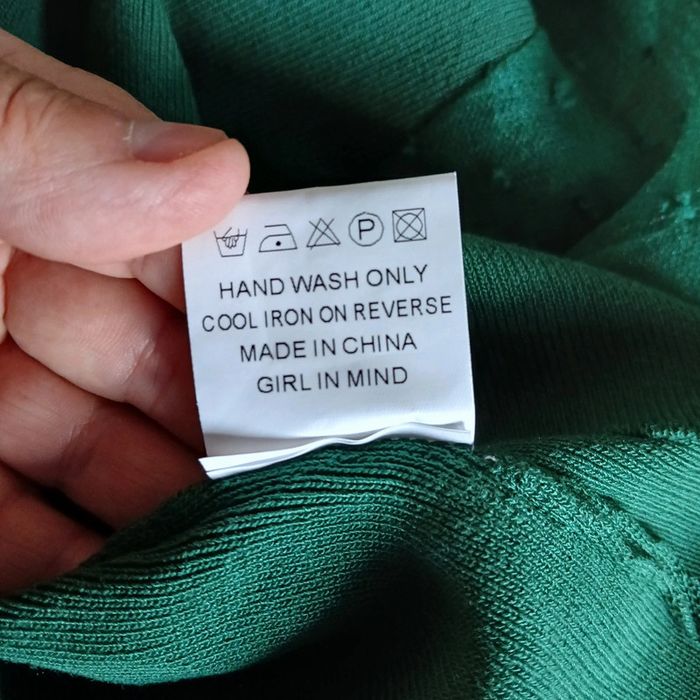 P
HAND WASH ONLY
COOL IRON ON REVERSE
MADE IN CHINA
GIRL IN MIND